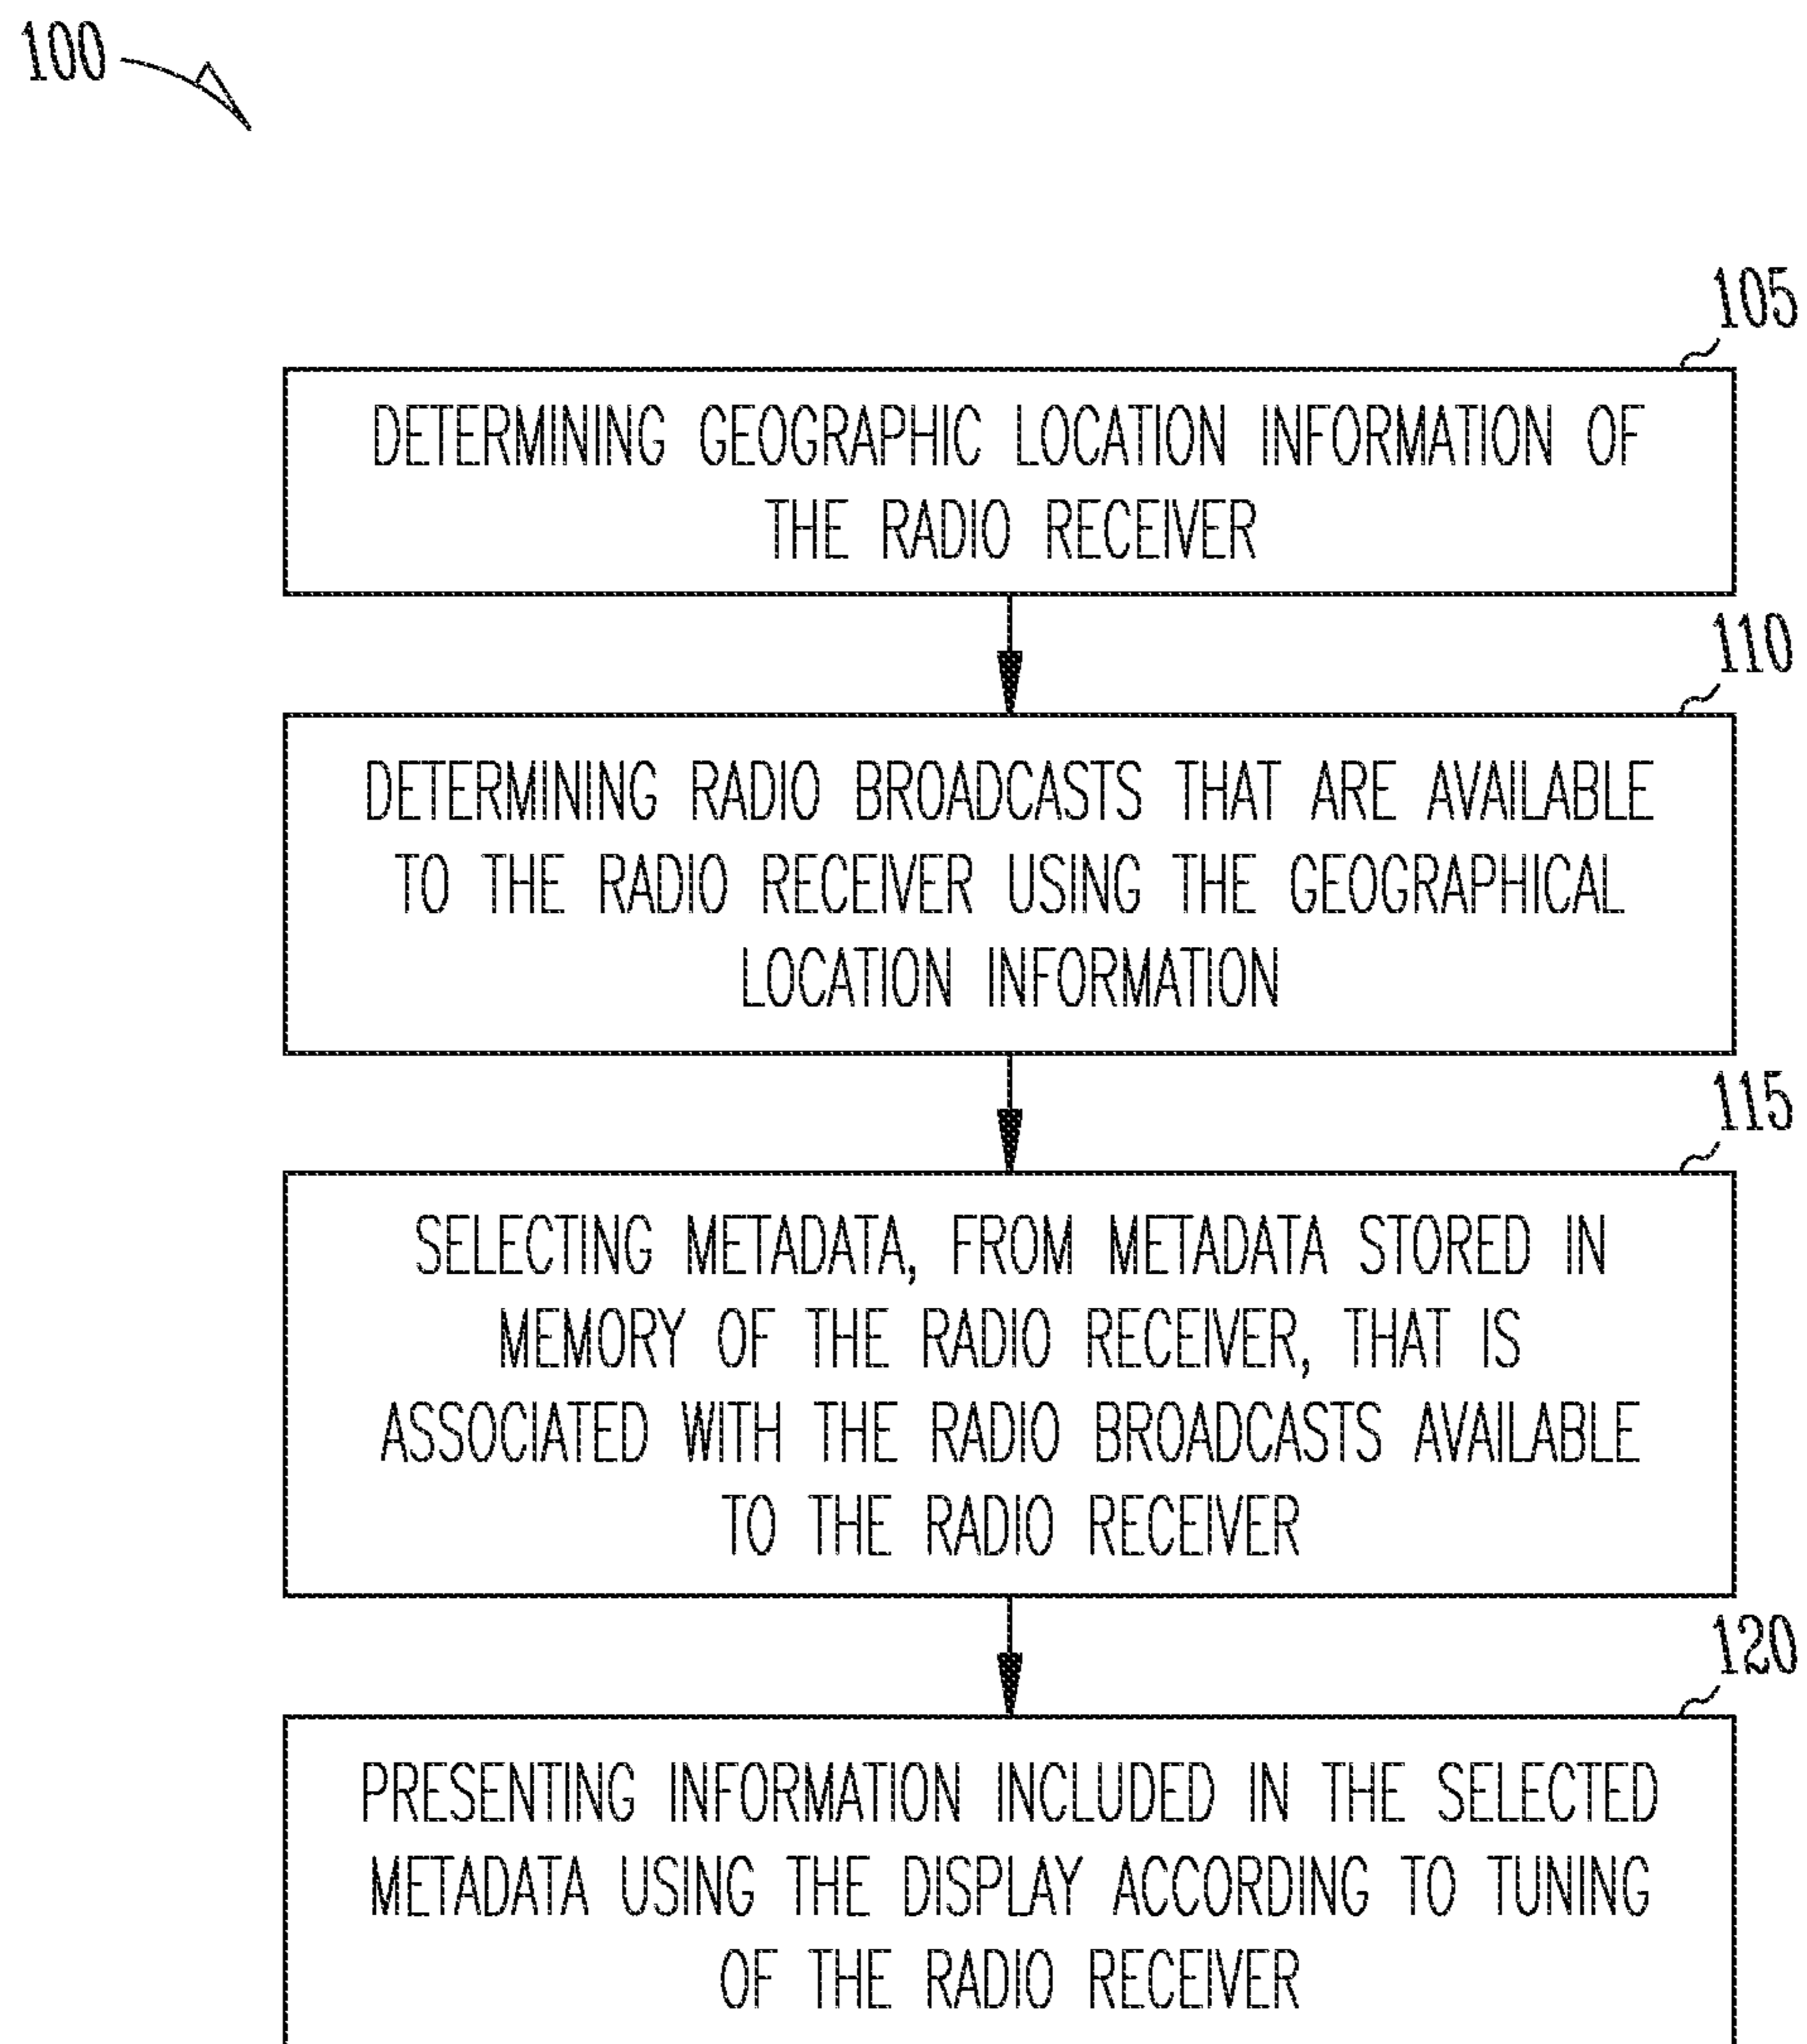 100
105
DETERMINING GEOGRAPHIC LOCATION INFORMATION OF
THE RADIO RECEIVER
110
DETERMINING RADIO BROADCASTS THAT ARE AVAILABLE
TO THE RADIO RECEIVER USING THE GEOGRAPHICAL
LOCATION INFORMATION
115
SELECTING METADATA, FROM METADATA STORED IN
MEMORY OF THE RADIO RECEIVER, THAT IS
ASSOCIATED WITH THE RADIO BROADCASTS AVAILABLE
TO THE RADIO RECEIVER
120
PRESENTING INFORMATION INCLUDED IN THE SELECTED
METADATA USING THE DISPLAY ACCORDING TO TUNING
OF THE RADIO RECEIVER